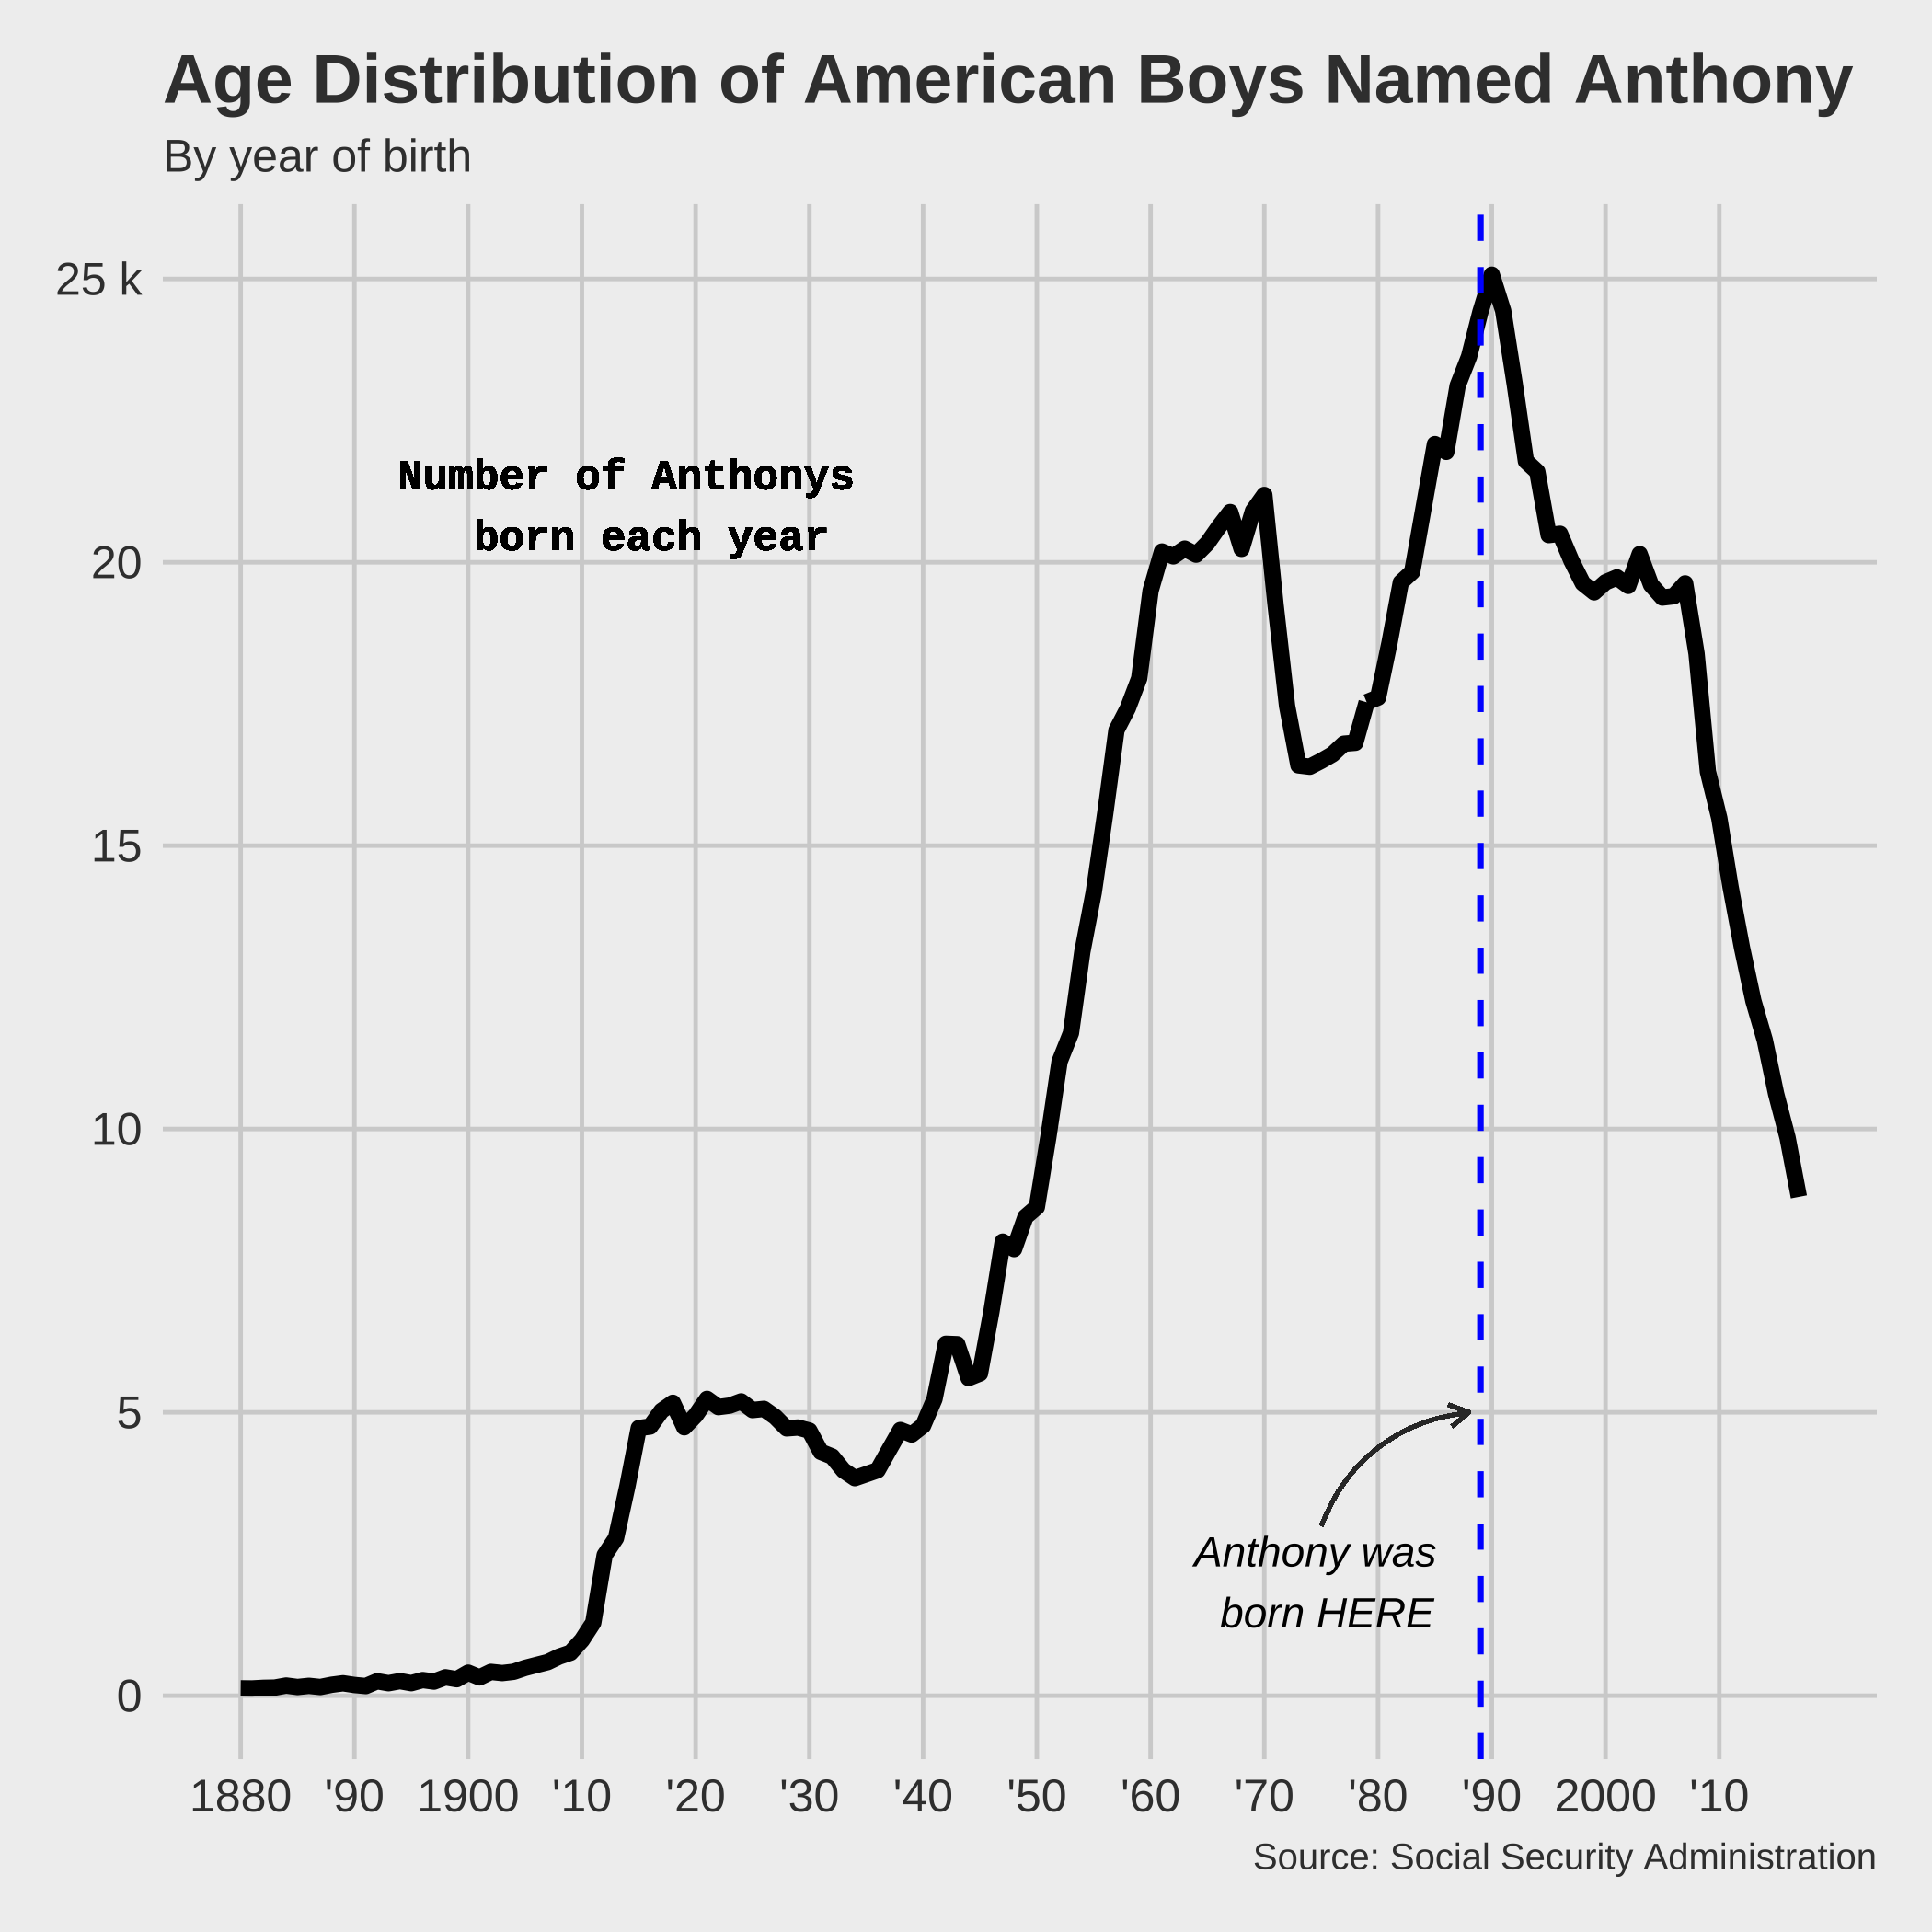 Age Distribution of American Boys Named Anthony
By year of birth
25 k
20
15
10
5
0
Number of Anthonys
born each year
Anthony was
born HERE
1880 '90 1900 '10 '20 '30 '40 '50 '60 '70 '80 '90 2000 '10
Source: Social Security Administration